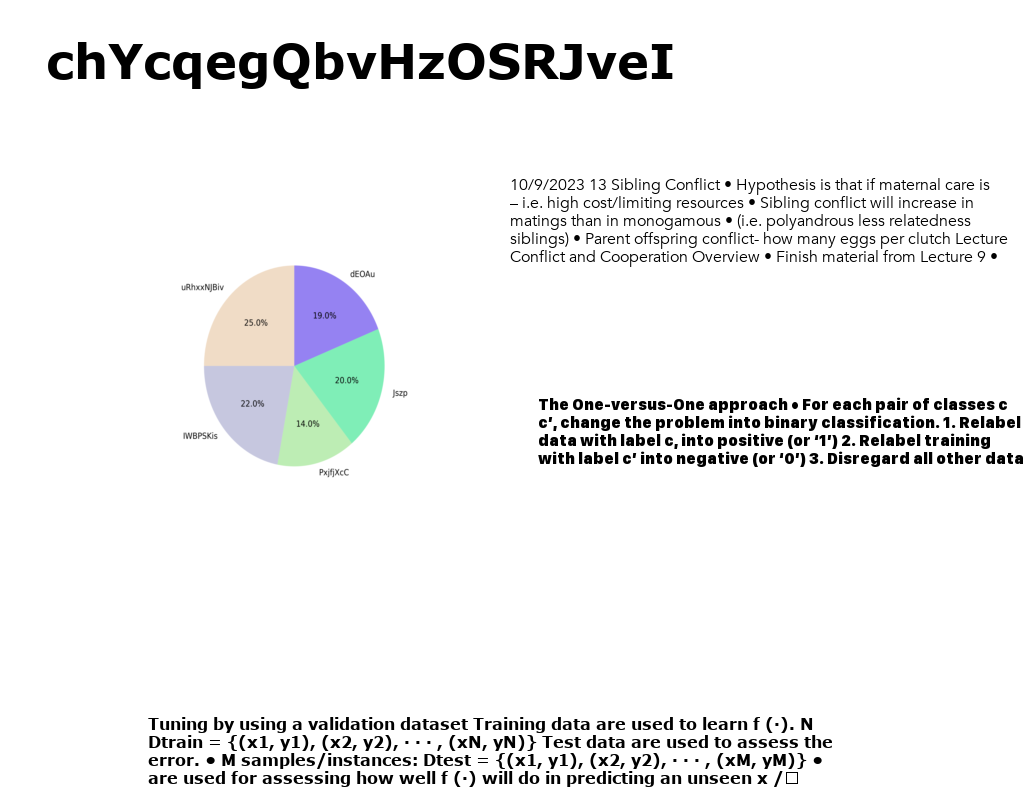 chYcqegQbvHzOSRJveI
10/9/2023 13 Sibling Conflict • Hypothesis is that if maternal care is
– i.e. high cost/limiting resources • Sibling conflict will increase in
matings than in monogamous • (i.e. polyandrous less relatedness
siblings) • Parent offspring conflict- how many eggs per clutch Lecture
Conflict and Cooperation Overview • Finish material from Lecture 9 •
dEOAu
uRhxxNJBiv
19.0%
25.0%
20.0%
Jszp
22.0%
14.0%
IWBPSKis
PxjfjXcC
The One-versus-One approach • For each pair of classes c
c’, change the problem into binary classification. 1. Relabel
data with label c, into positive (or ‘1’) 2. Relabel training
with label c’ into negative (or ‘0’) 3. Disregard all other data
Tuning by using a validation dataset Training data are used to learn f (·). N
Dtrain = {(x1, y1), (x2, y2), · · · , (xN, yN)} Test data are used to assess the
error. • M samples/instances: Dtest = {(x1, y1), (x2, y2), · · · , (xM, yM)} •
are used for assessing how well f (·) will do in predicting an unseen x /□